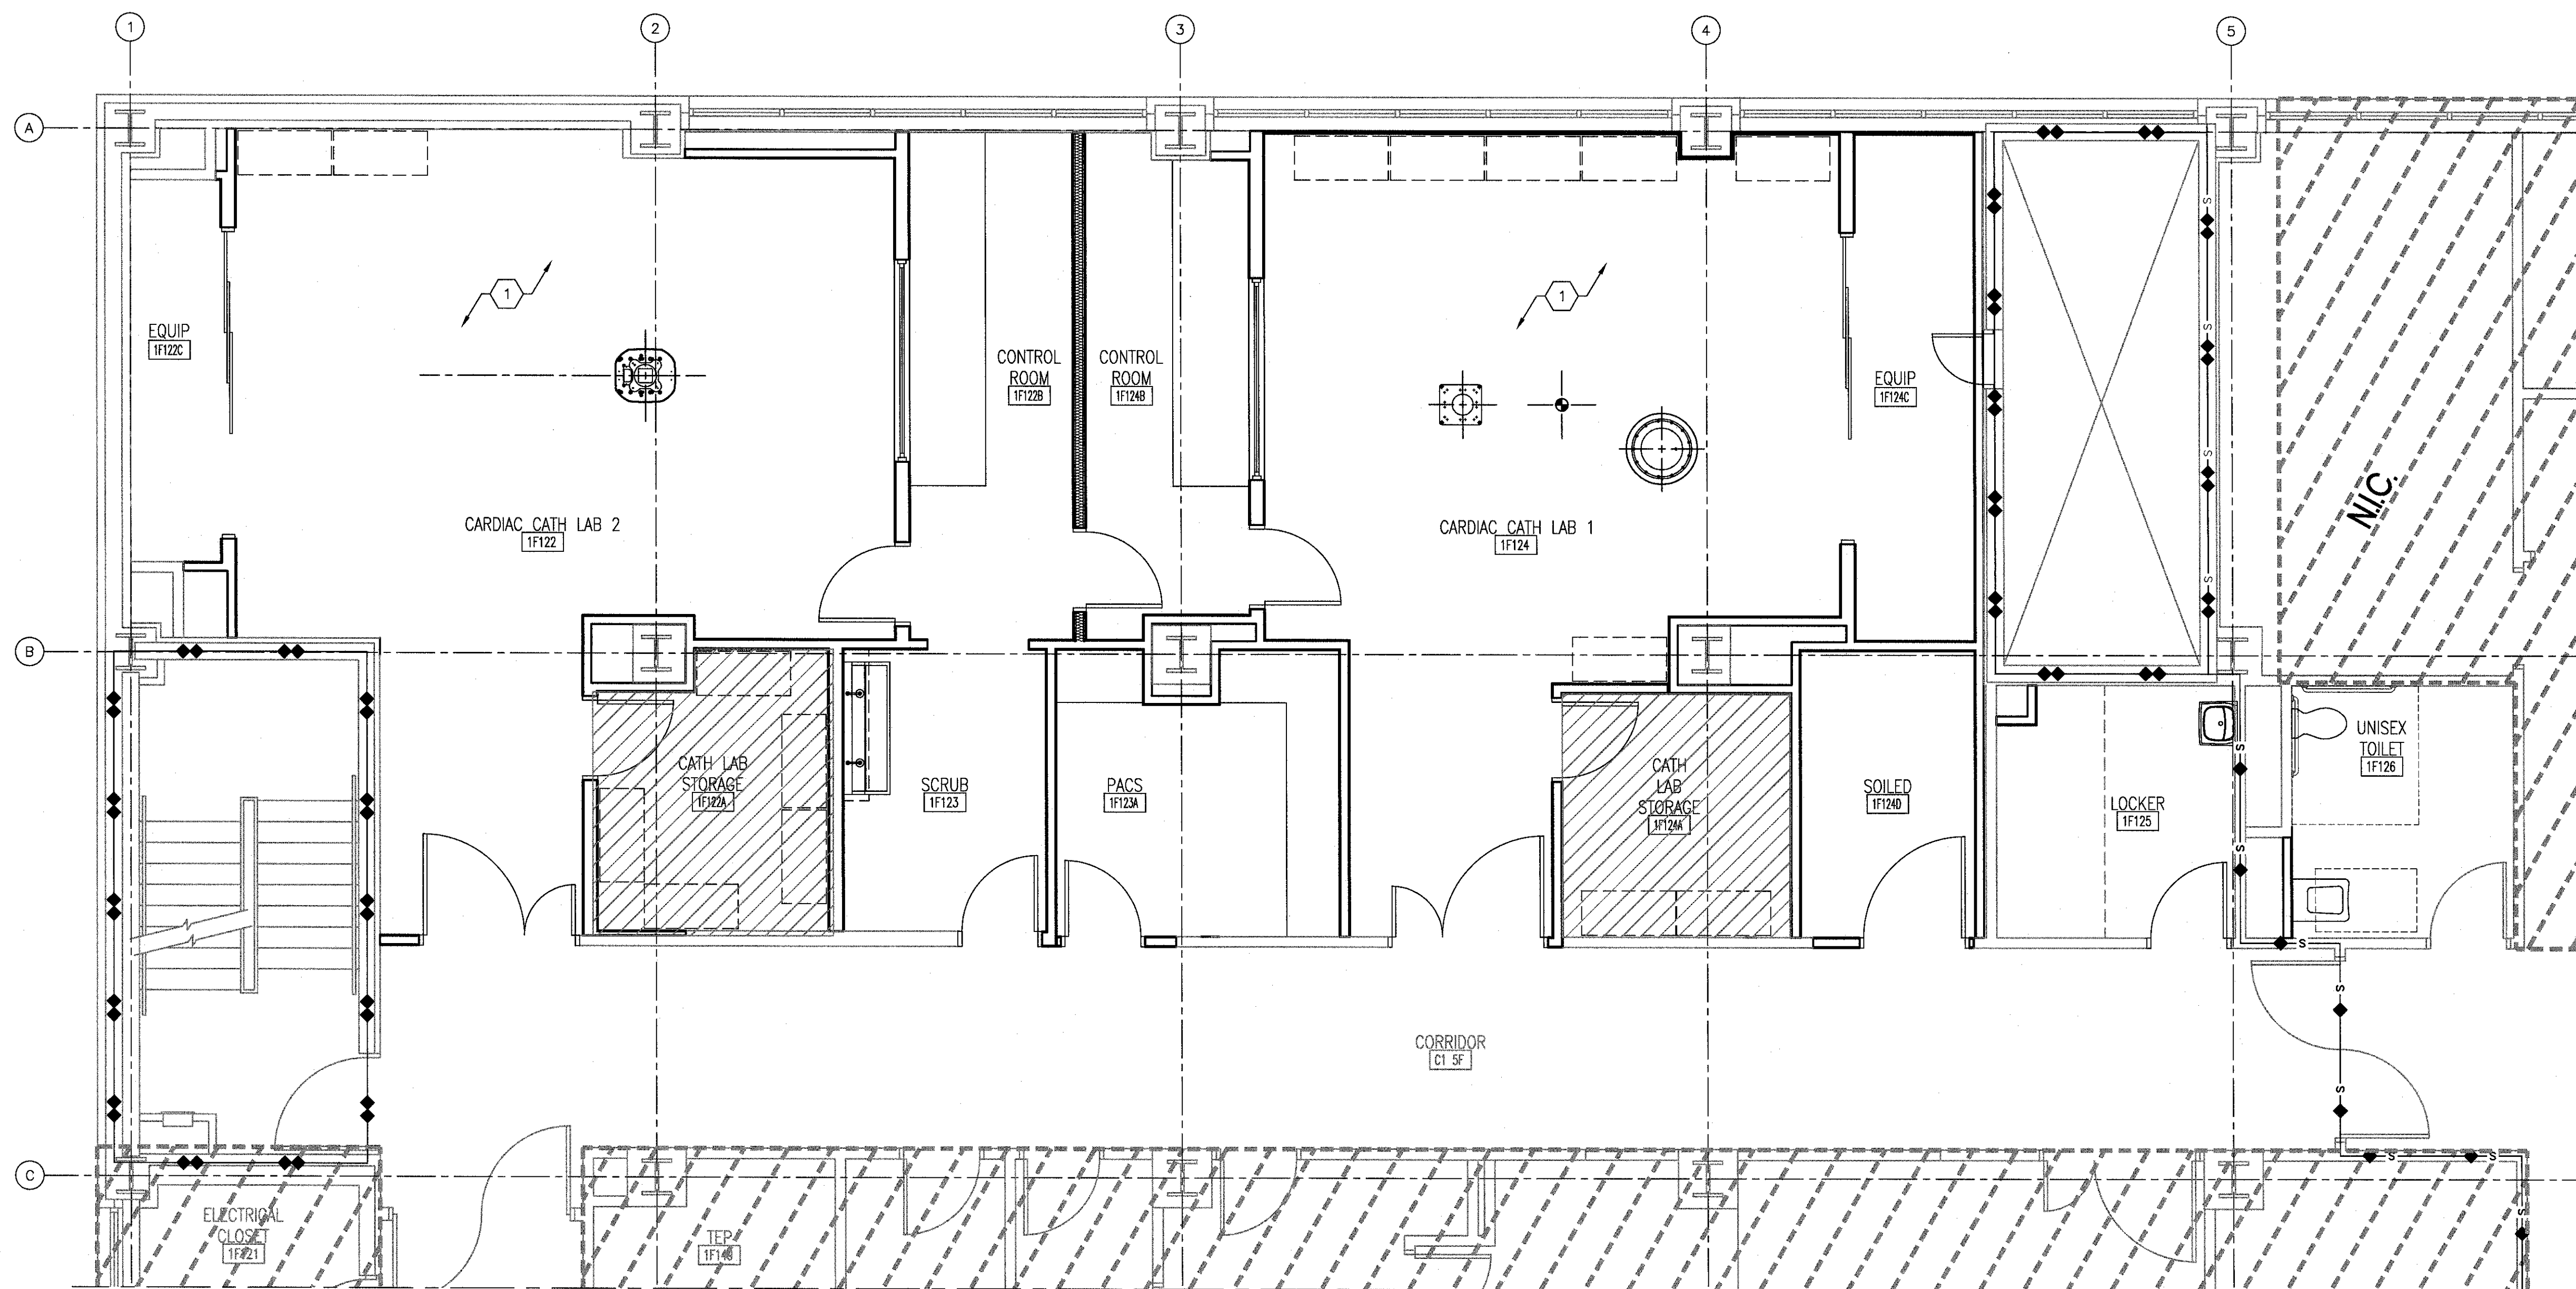 1
2
3
4
5
A
1
1
EQUIP
1F122C
CONTROL
ROOM
1F122B
CONTROL
ROOM
1F124B
EQUIP
1F124C
S
S
S
S
N.I.C.
CARDIAC CATH LAB 2
1F122
CARDIAC CATH LAB 1
1F124
B
CATH LAB
STORAGE
1F122A
SCRUB
1F123
PACS
1F123A
CATH
LAB
STORAGE
1F124A
SOILED
1F124D
LOCKER
1F125
UNISEX
TOILET
1F126
S
S
S
S
S
CORRIDOR
C1 5F
C
S
S
S
ELECTRICAL
CLOSET
1F121
TEP